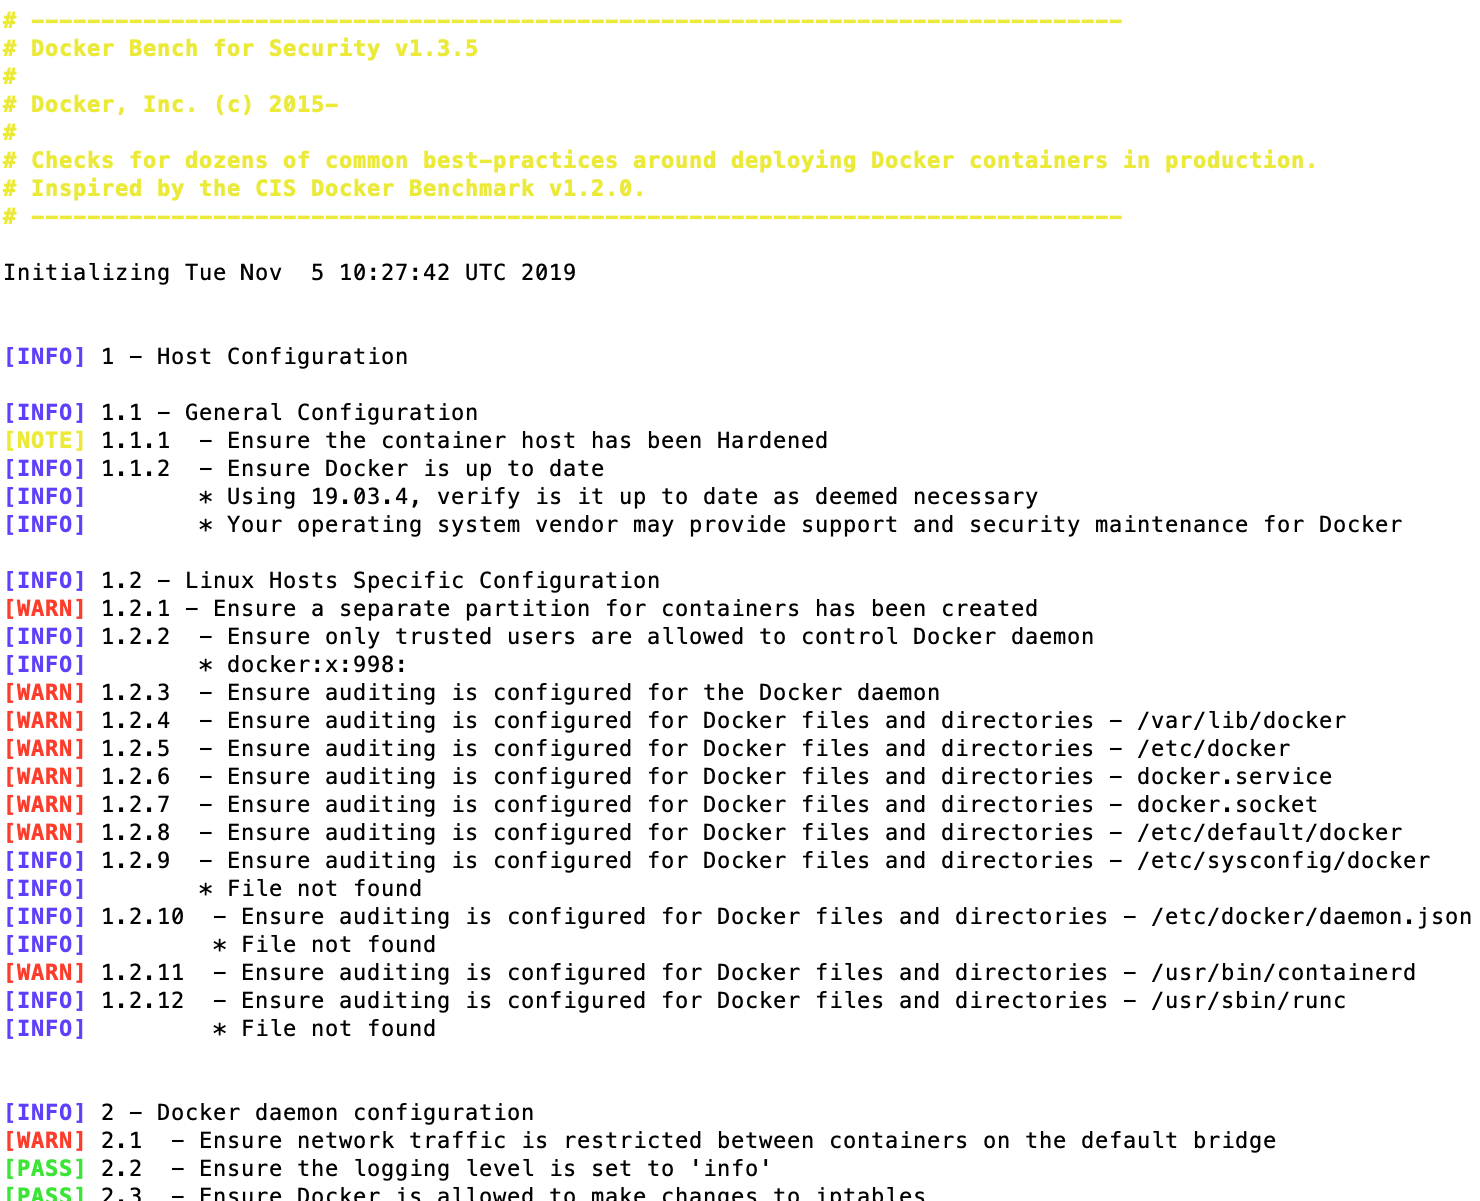 # ------------------------------------------------------------------------------
# Docker Bench for Security v1.3.5
#
# Docker, Inc. (c) 2015-
#
# Checks for dozens of common best-practices around deploying Docker containers in production.
# Inspired by the CIS Docker Benchmark v1.2.0.
# ------------------------------------------------------------------------------
Initializing Tue Nov  5 10:27:42 UTC 2019
[INFO] 1 - Host Configuration
[INFO] 1.1 - General Configuration
[NOTE] 1.1.1  - Ensure the container host has been Hardened
[INFO] 1.1.2  - Ensure Docker is up to date
[INFO]        * Using 19.03.4, verify is it up to date as deemed necessary
[INFO]        * Your operating system vendor may provide support and security maintenance for Docker
[INFO] 1.2 - Linux Hosts Specific Configuration
[WARN] 1.2.1 - Ensure a separate partition for containers has been created
[INFO] 1.2.2  - Ensure only trusted users are allowed to control Docker daemon
[INFO]        * docker:x:998:
[WARN] 1.2.3  - Ensure auditing is configured for the Docker daemon
[WARN] 1.2.4  - Ensure auditing is configured for Docker files and directories - /var/lib/docker
[WARN] 1.2.5  - Ensure auditing is configured for Docker files and directories - /etc/docker
[WARN] 1.2.6  - Ensure auditing is configured for Docker files and directories - docker.service
[WARN] 1.2.7  - Ensure auditing is configured for Docker files and directories - docker.socket
[WARN] 1.2.8  - Ensure auditing is configured for Docker files and directories - /etc/default/docker
[INFO] 1.2.9  - Ensure auditing is configured for Docker files and directories - /etc/sysconfig/docker
[INFO]        * File not found
[INFO] 1.2.10  - Ensure auditing is configured for Docker files and directories - /etc/docker/daemon.json
[INFO]         * File not found
[WARN] 1.2.11  - Ensure auditing is configured for Docker files and directories - /usr/bin/containerd
[INFO] 1.2.12  - Ensure auditing is configured for Docker files and directories - /usr/sbin/runc
[INFO]         * File not found
[INFO] 2 - Docker daemon configuration
[WARN] 2.1  - Ensure network traffic is restricted between containers on the default bridge
[PASS] 2.2  - Ensure the logging level is set to 'info'
[PASS] 2.3  - Ensure Docker is allowed to make changes to iptables